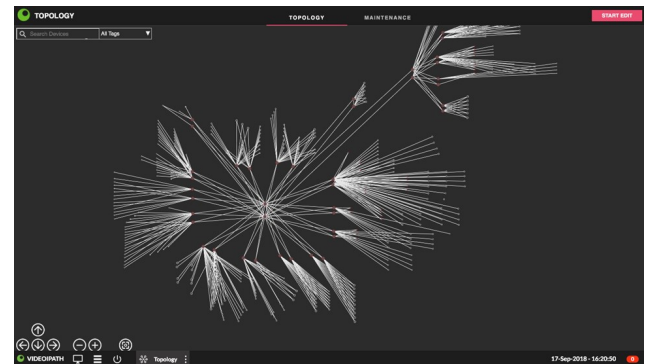 TOPOLOGY
TOPOLOGY MAINTENANCE
START EDIT
Search Devices
All Tags
VIDEOIPATH
Topology
17-Sep-2018 - 16:20:50
0